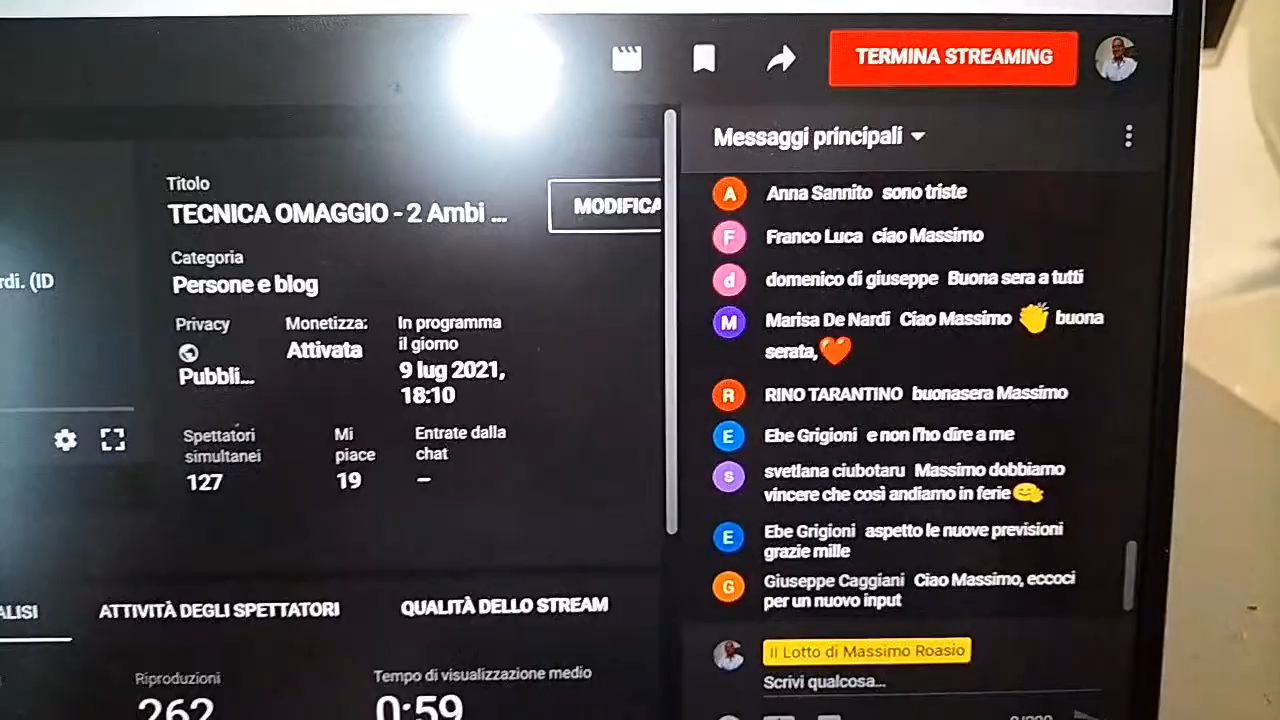 TERMINA STREAMING
Messaggi principali
Titolo
TECNICA OMAGGIO - 2 Ambi ...
MODIFICA
rdi. (ID
Categoria
Persone e blog
Privacy
Pubbli...
Monetizza:
Attivata
In programma
il giorno
9 lug 2021,
18:10
Spettatori
simultanei
127
Mi
piace
19
Entrate dalla
chat
–
ALISI
ATTIVITÀ DEGLI SPETTATORI
QUALITÀ DELLO STREAM
Riproduzioni
262
Tempo di visualizzazione medio
0:59
A Anna Sannito sono triste
F Franco Luca ciao Massimo
d domenico di giuseppe Buona sera a tutti
M Marisa De Nardi Ciao Massimo 👏 buona
serata,❤️
R RINO TARANTINO buonasera Massimo
E Ebe Grigioni e non l'ho dire a me
s svetlana ciubotaru Massimo dobbiamo
vincere che così andiamo in ferie
E Ebe Grigioni aspetto le nuove previsioni
grazie mille
G Giuseppe Caggiani Ciao Massimo, eccoci
per un nuovo input
Il Lotto di Massimo Roasio
Scrivi qualcosa...